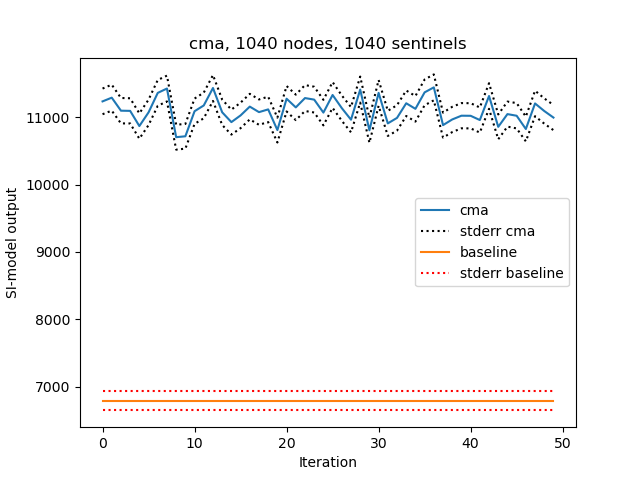 cma, 1040 nodes, 1040 sentinels
SI-model output
11000
10000
9000
8000
7000
cma
stderr cma
baseline
stderr baseline
0 10 20 30 40 50
Iteration